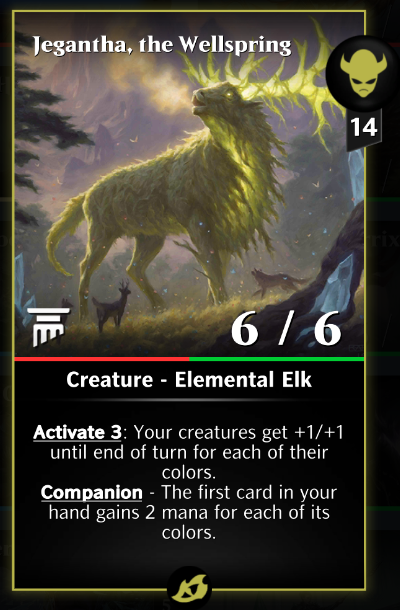 Jegantha, the Wellspring
14
6 / 6
Creature - Elemental Elk
Activate 3: Your creatures get +1/+1
until end of turn for each of their
colors.
Companion - The first card in your
hand gains 2 mana for each of its
colors.